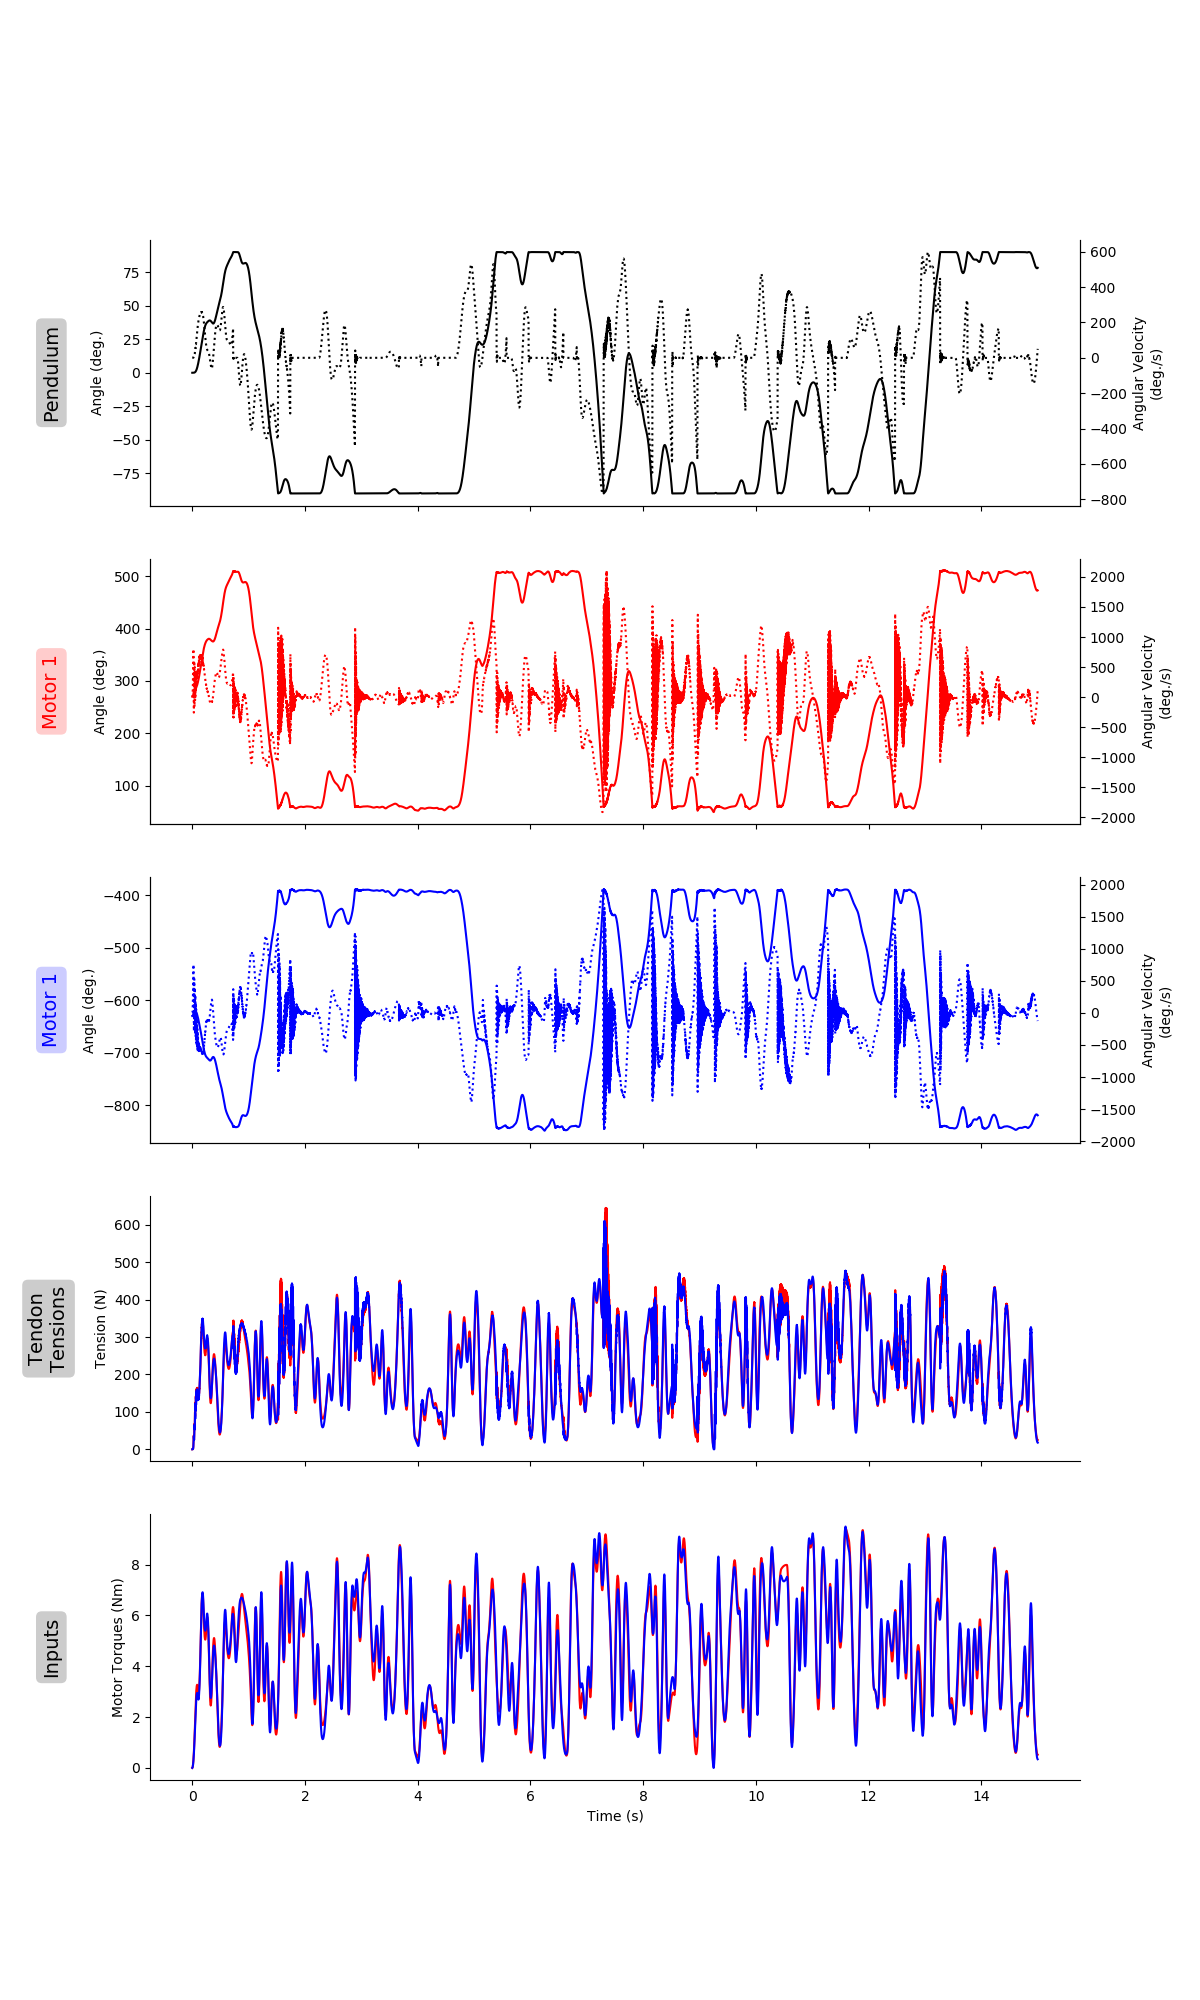 Pendulum
Angle (deg.)
75
50
25
0
−25
−50
−75
600
400
200
0
−200
−400
−600
−800
Angular Velocity
(deg./s)
Motor 1
Angle (deg.)
500
400
300
200
100
2000
1500
1000
500
0
−500
−1000
−1500
−2000
Angular Velocity
(deg./s)
Motor 1
Angle (deg.)
−400
−500
−600
−700
−800
2000
1500
1000
500
0
−500
−1000
−1500
−2000
Angular Velocity
(deg./s)
Tendon
Tensions
Tension (N)
600
500
400
300
200
100
0
Inputs
Motor Torques (Nm)
8
6
4
2
0
0 2 4 6 8 10 12 14
Time (s)